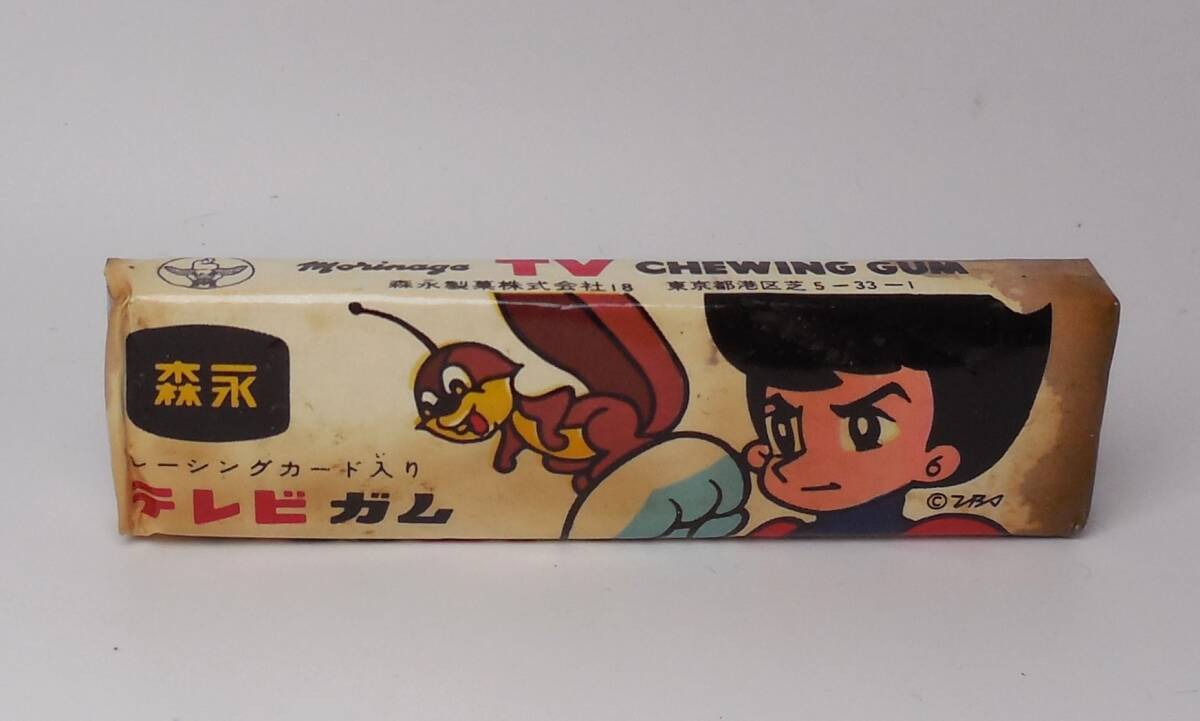 Morinaga TV CHEWING GUM
森永製菓株式会社18 東京都港区芝5-33-1
森永
レーシングカード入り
テレビガム
© TBS